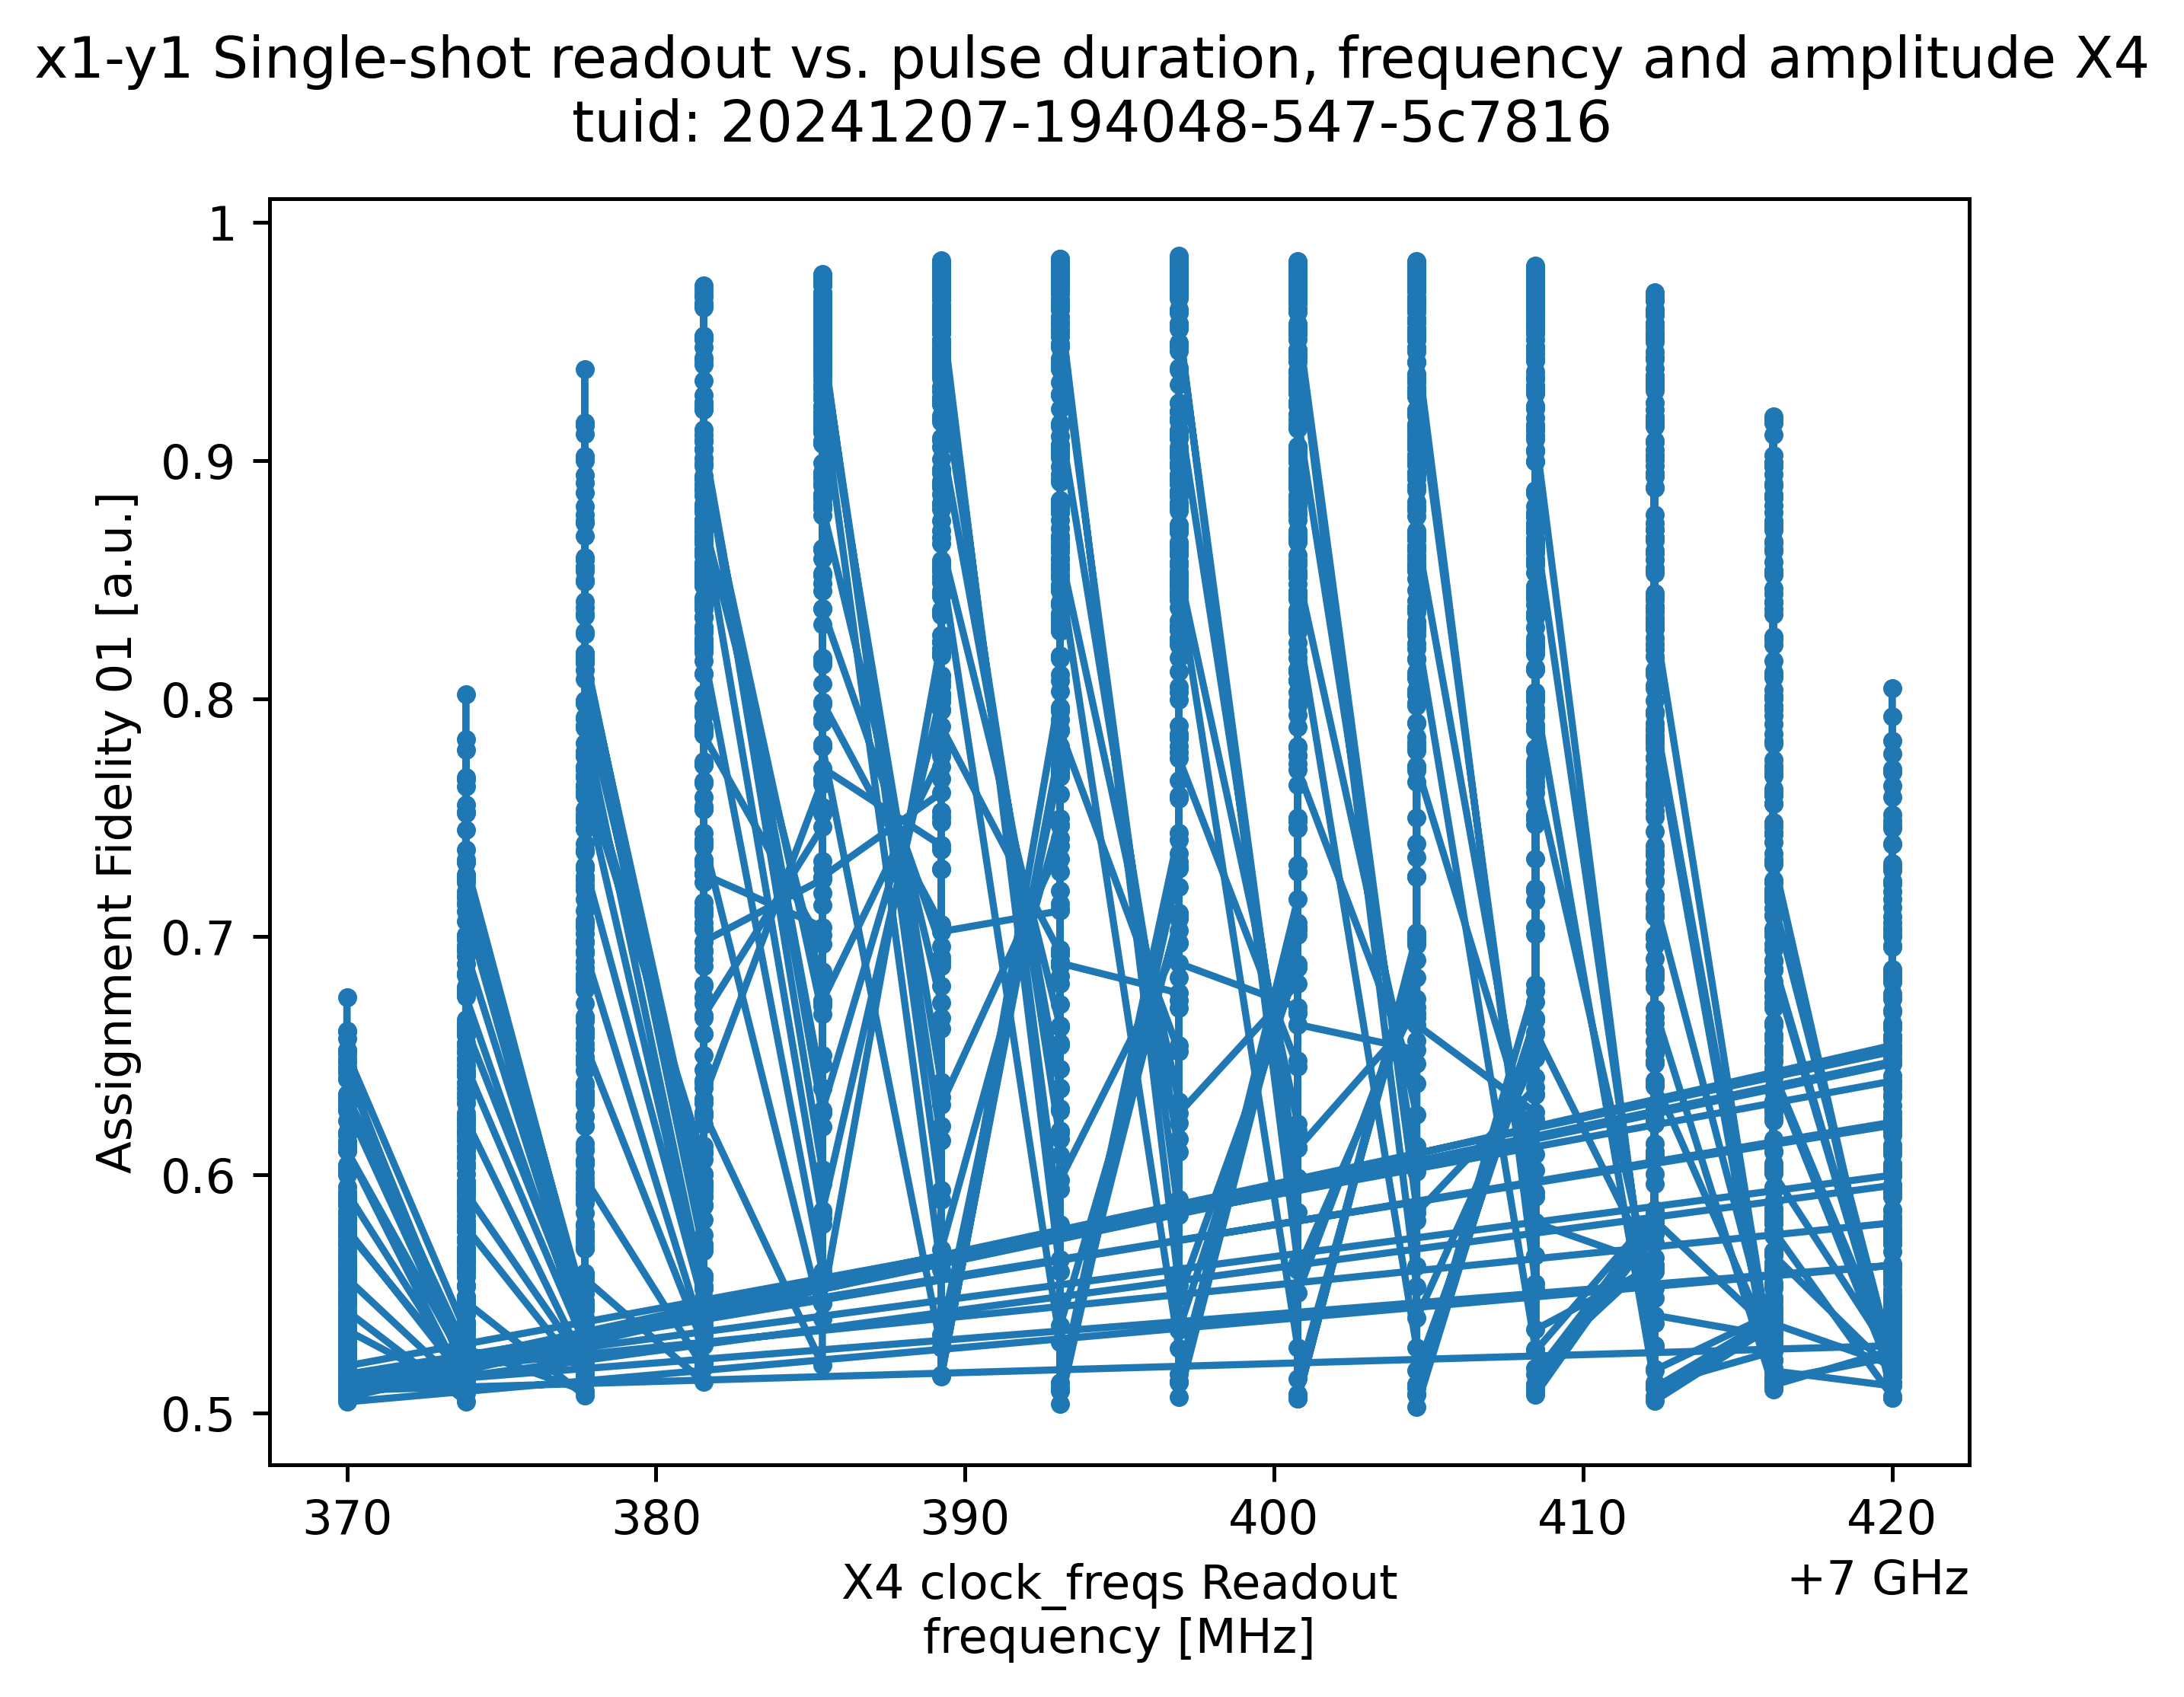 x1-y1 Single-shot readout vs. pulse duration, frequency and amplitude X4
tuid: 20241207-194048-547-5c7816
Assignment Fidelity 01 [a.u.]
1
0.9
0.8
0.7
0.6
0.5
370
380
390
400
410
420
X4 clock_freqs Readout
frequency [MHz]
+7 GHz